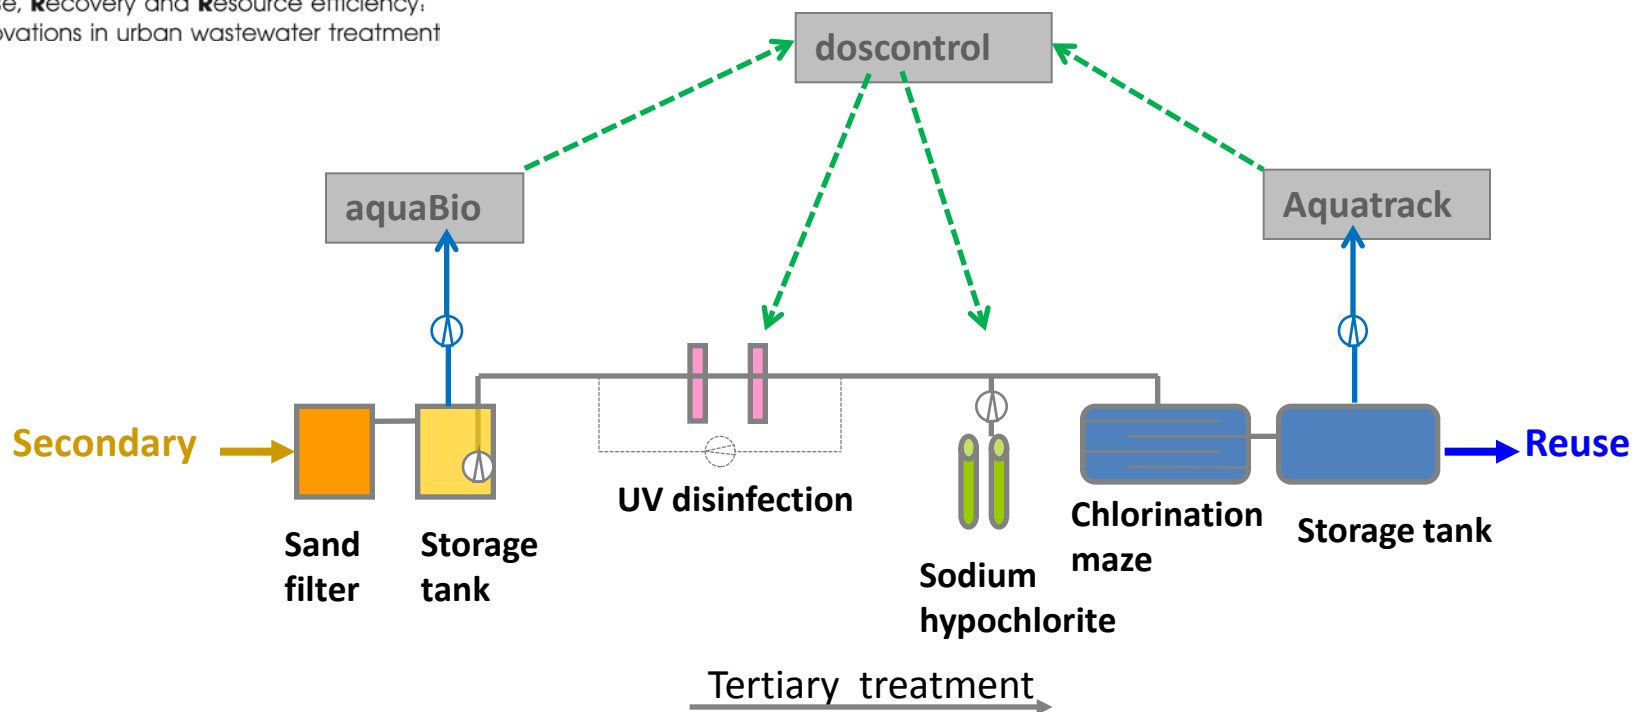 Recovery and Resource efficiency:
ovations in urban wastewater treatment
doscontrol
aquaBio
Aquatrack
Secondary
Reuse
UV disinfection
Sand
filter
Storage
tank
Sodium
hypochlorite
Chlorination
maze
Storage tank
Tertiary treatment